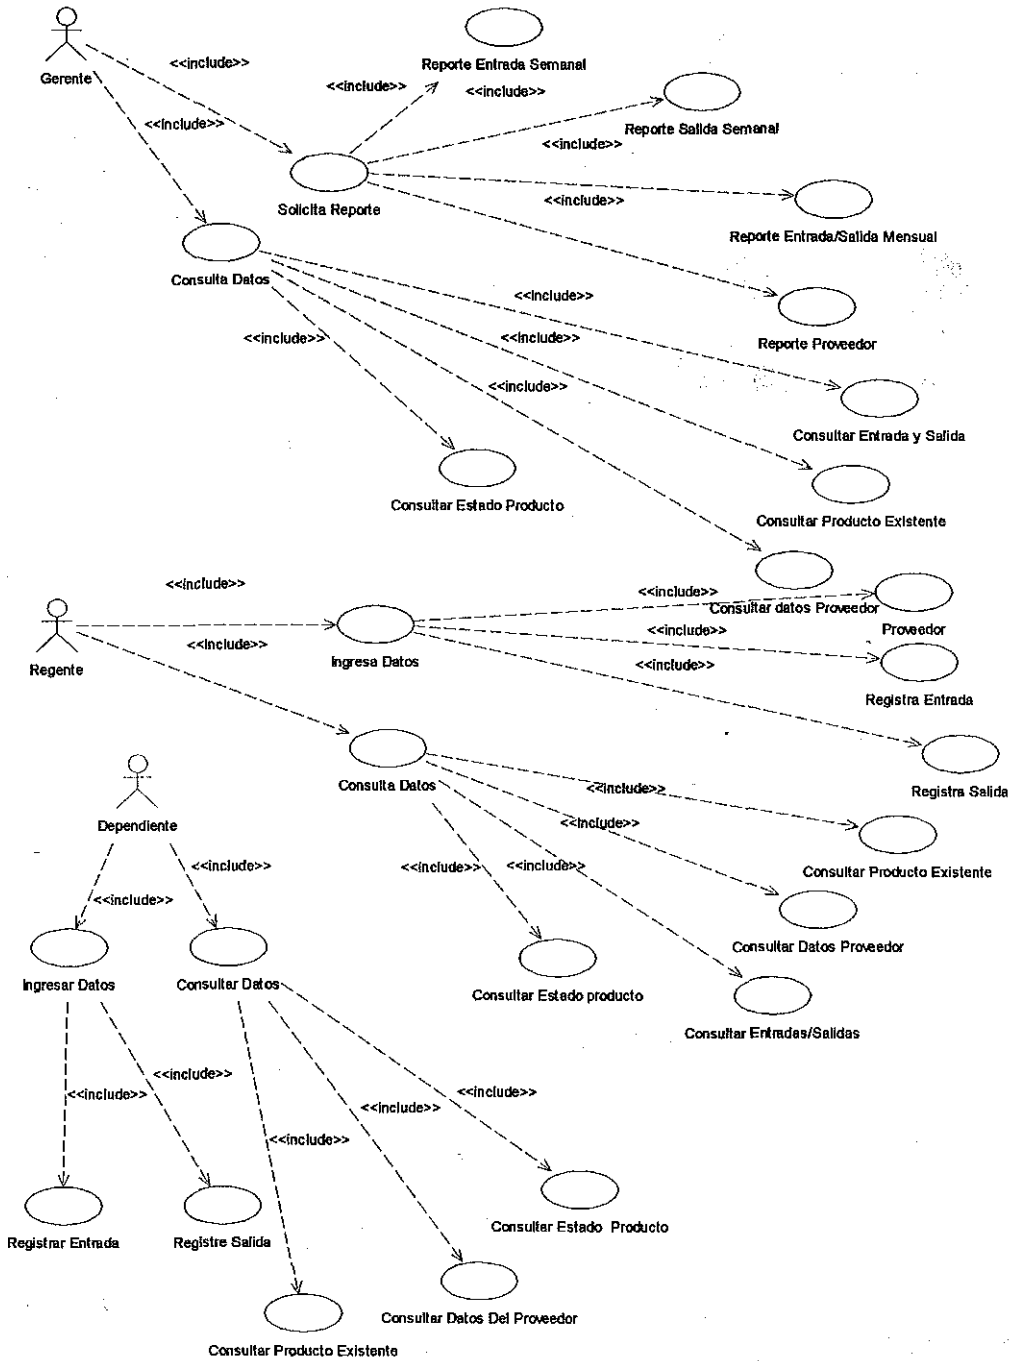 Gerente
<<include>>
<<include>>
Reporte Entrada Semanal
<<include>>
<<include>>
Reporte Salida Semanal
<<include>>
Solicita Reporte
<<include>>
Reporte Entrada/Salida Mensual
Consulta Datos
<<include>>
Reporte Proveedor
<<include>>
<<include>>
<<include>>
Consultar Entrada y Salida
Consultar Estado Producto
Consultar Producto Existente
Consultar datos Proveedor
Regente
<<include>>
<<include>>
Ingresa Datos
<<include>>
Proveedor
<<include>>
Registra Entrada
<<include>>
Registra Salida
Consulta Datos
<<include>>
Consultar Producto Existente
<<include>>
Consultar Datos Proveedor
<<include>>
<<include>>
Consultar Estado producto
Consultar Entradas/Salidas
Dependiente
<<include>>
<<include>>
Ingresar Datos
Consultar Datos
<<include>>
<<include>>
<<include>>
<<include>>
<<include>>
Registrar Entrada
Registre Salida
Consultar Estado Producto
Consultar Datos Del Proveedor
Consultar Producto Existente